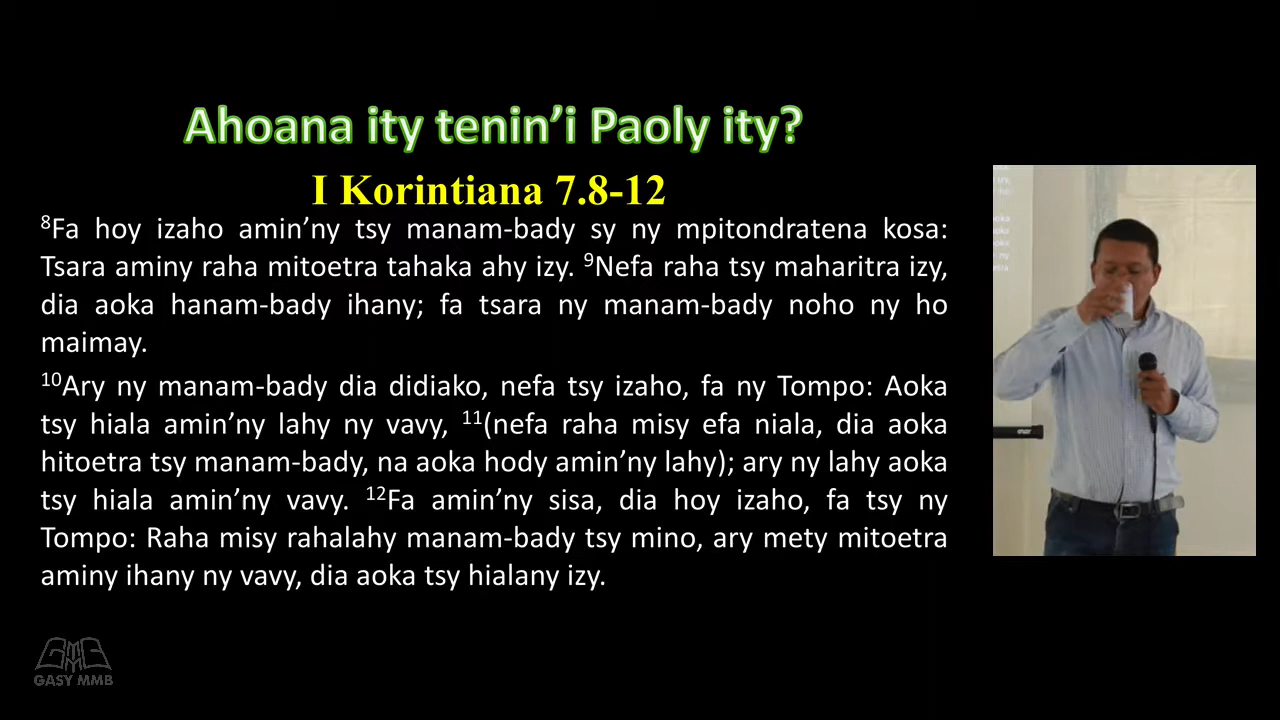 Ahoana ity tenin’i Paoly ity?
I Korintiana 7.8-12
⁸Fa hoy izaho amin’ny tsy manam-bady sy ny mpitondratena kosa:
Tsara aminy raha mitoetra tahaka ahy izy. ⁹Nefa raha tsy maharitra izy,
dia aoka hanam-bady ihany; fa tsara ny manam-bady noho ny ho
maimay.
¹⁰Ary ny manam-bady dia didiako, nefa tsy izaho, fa ny Tompo: Aoka
tsy hiala amin’ny lahy ny vavy, ¹¹(nefa raha misy efa niala, dia aoka
hitoetra tsy manam-bady, na aoka hody amin’ny lahy); ary ny lahy aoka
tsy hiala amin’ny vavy. ¹²Fa amin’ny sisa, dia hoy izaho, fa tsy ny
Tompo: Raha misy rahalahy manam-bady tsy mino, ary mety mitoetra
aminy ihany ny vavy, dia aoka tsy hialany izy.
GASY MMB